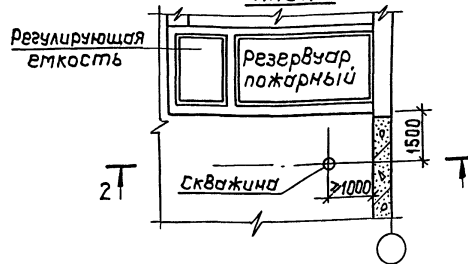 Регулирующая
емкость
Резервуар
пожарный
1500
Скважина
≥1000
2